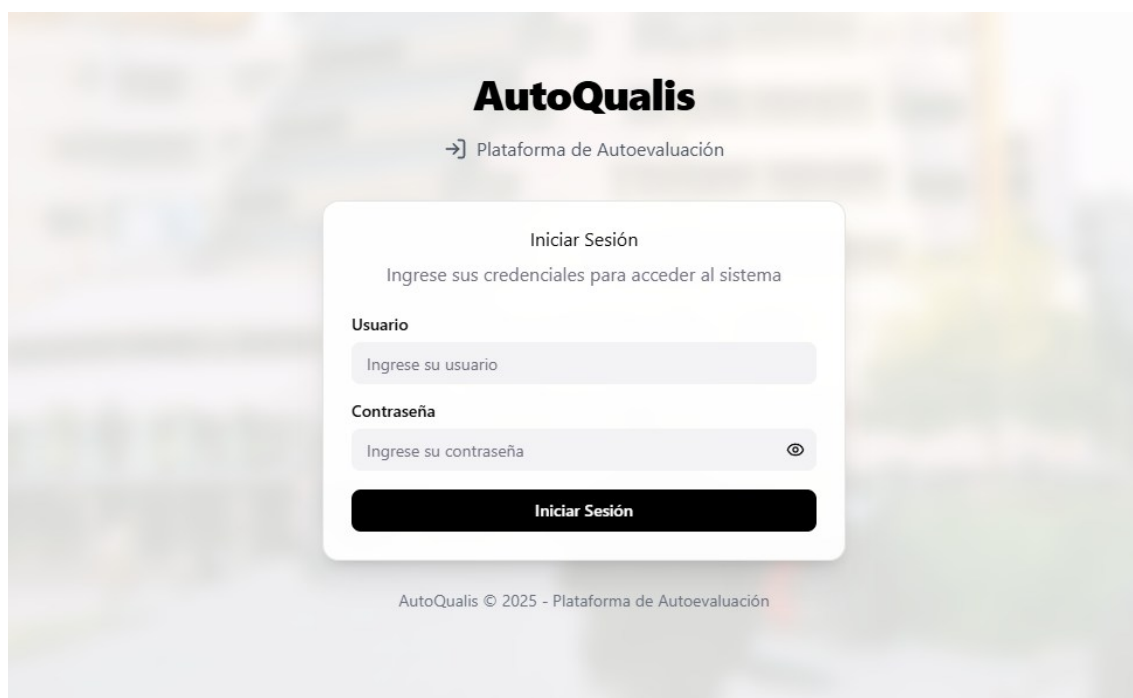 AutoQualis
Plataforma de Autoevaluación
Iniciar Sesión
Ingrese sus credenciales para acceder al sistema
Usuario
Ingrese su usuario
Contraseña
Ingrese su contraseña
Iniciar Sesión
AutoQualis © 2025 - Plataforma de Autoevaluación